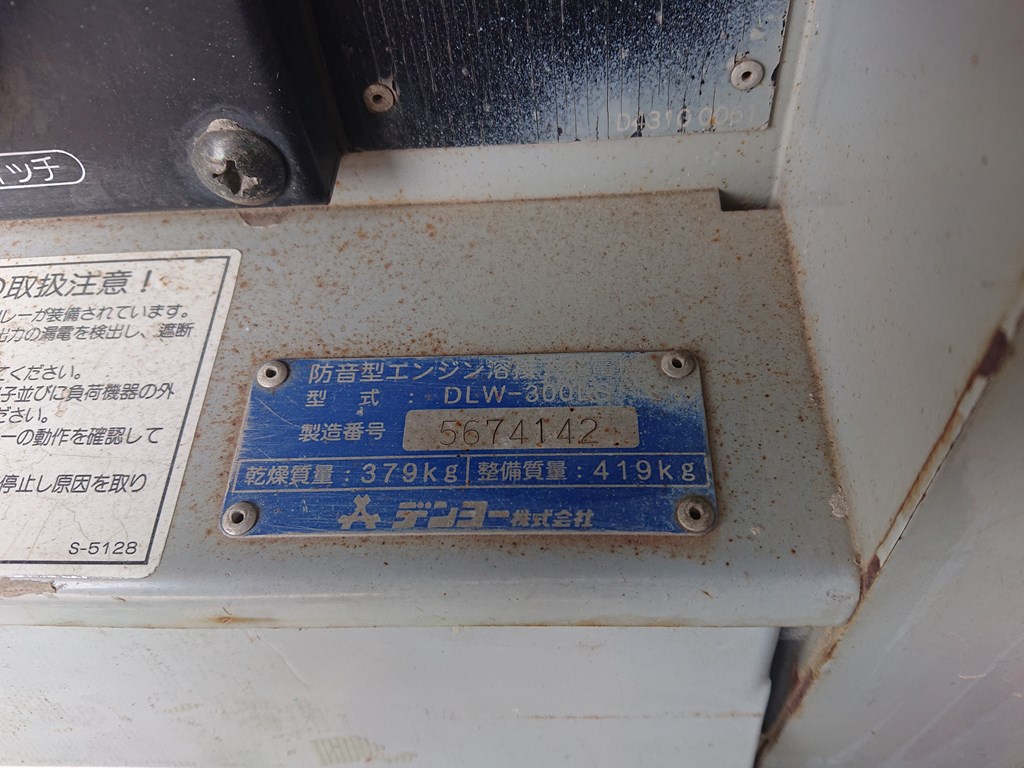 ッチ
取扱注意！
レーが装備されています。
出力の漏電を検出し、遮断
てください。
子並びに負荷機器の外
ださい。
ーの動作を確認して
停止し原因を取り
S-5128
防音型エンジン溶接
型 式 : DLW-300LS
製造番号 5674142
乾燥質量 : 379kg 整備質量 : 419kg
デンヨー株式会社